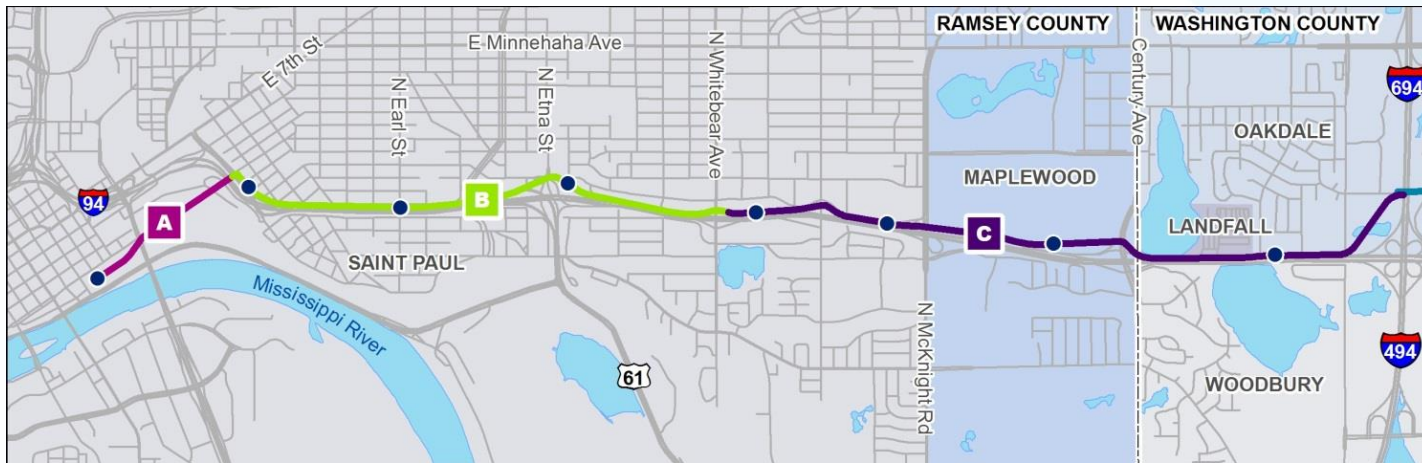 RAMSEY COUNTY
WASHINGTON COUNTY
E Minnehaha Ave
E 7th St
N Earl St
N Etna St
N Whitebear Ave
Century Ave
694
OAKDALE
94
A
B
MAPLEWOOD
LANDFALL
C
SAINT PAUL
Mississippi River
N McKnight Rd
61
494
WOODBURY